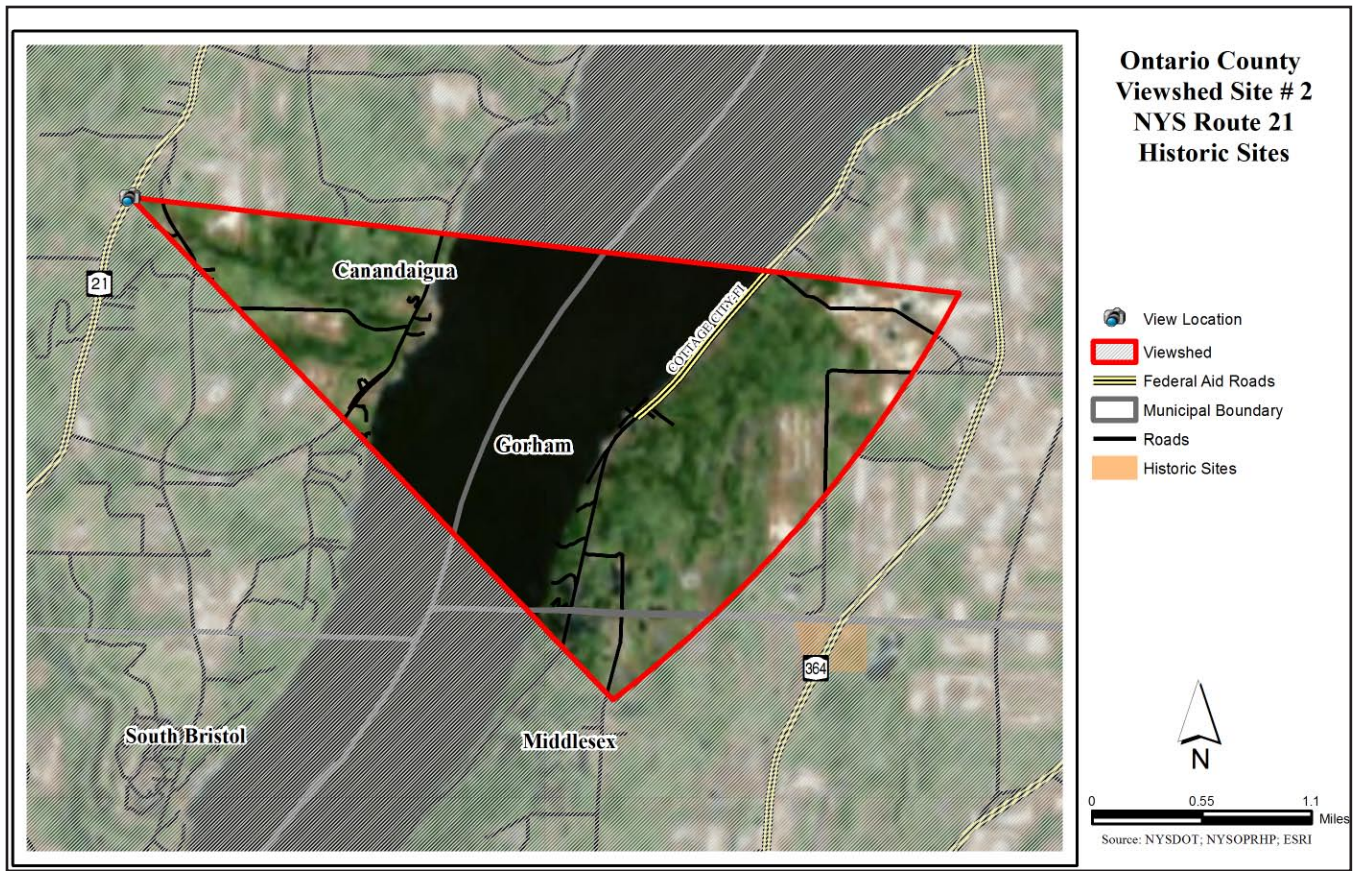 Ontario County
Viewshed Site # 2
NYS Route 21
Historic Sites
21
Canandaigua
COTTAGE CITY-FI
Gorham
364
South Bristol
Middlesex
View Location
Viewshed
Federal Aid Roads
Municipal Boundary
Roads
Historic Sites
N
0 0.55 1.1
Miles
Source: NYSDOT; NYSOPRHP; ESRI